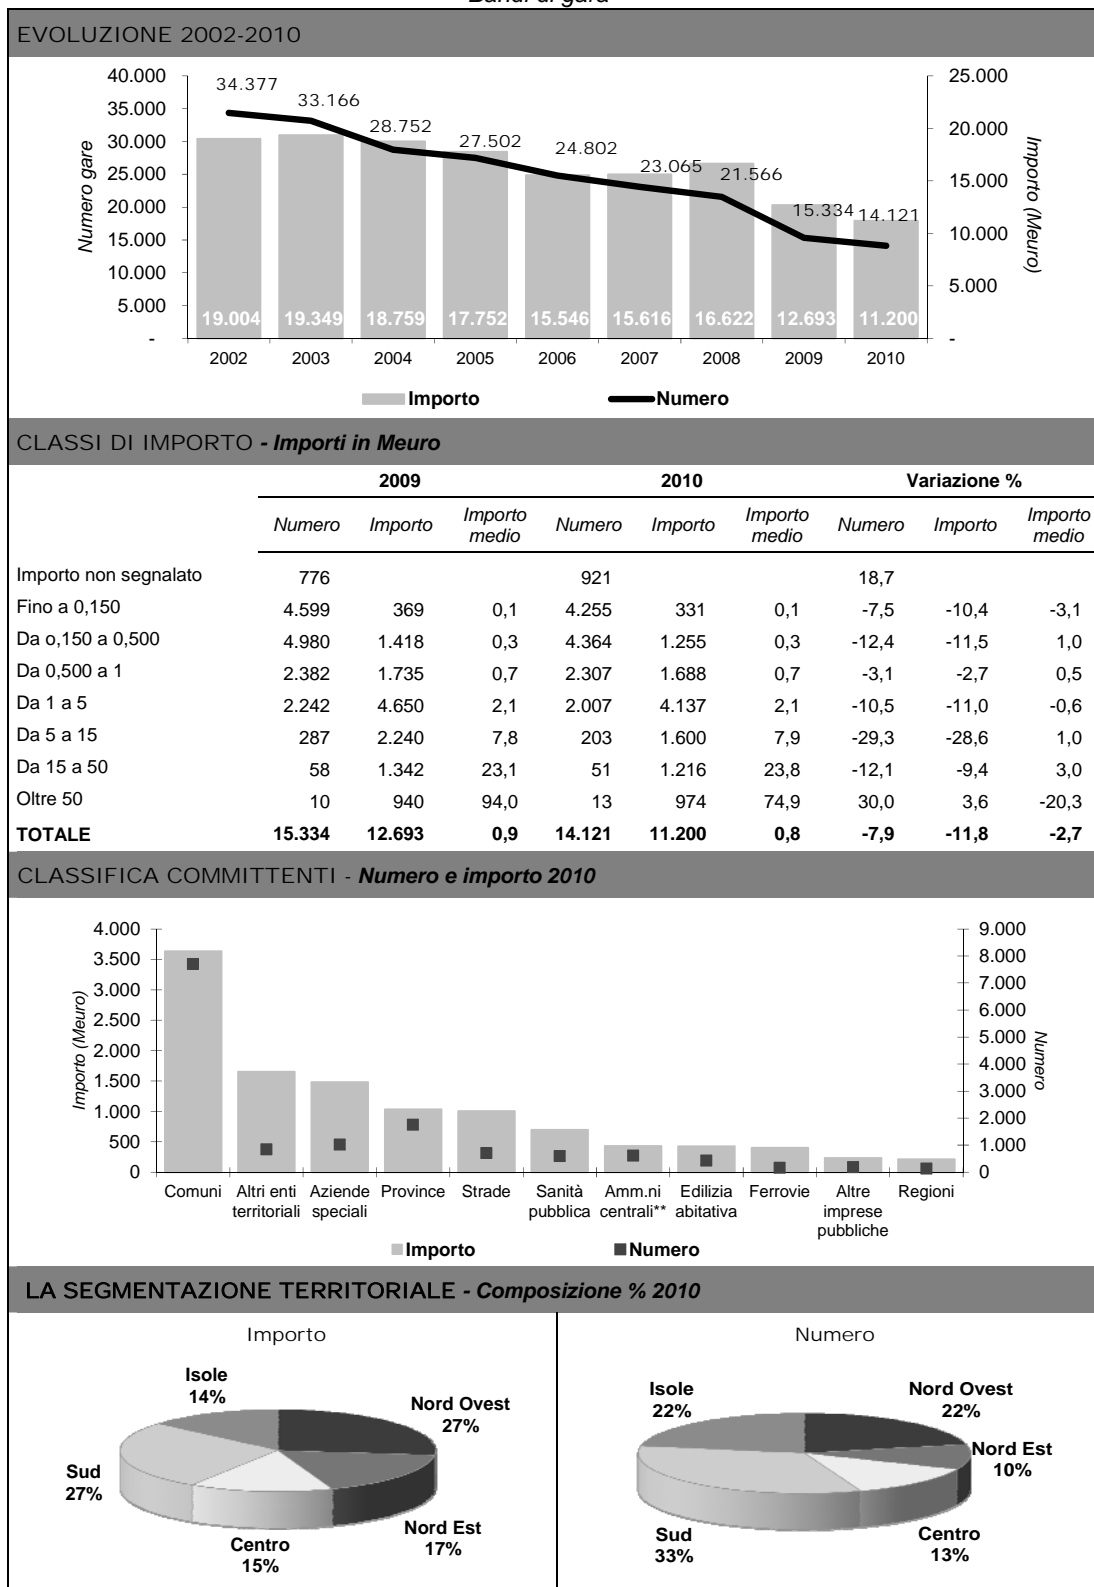 Bandi di gara
EVOLUZIONE 2002-2010
40.000
35.000
30.000
25.000
20.000
15.000
10.000
5.000
-
Numero gare
34.377
33.166
28.752
27.502
24.802
23.065
21.566
15.334
14.121
19.004
19.349
18.759
17.752
15.546
15.616
16.622
12.693
11.200
25.000
20.000
15.000
10.000
5.000
-
Importo (Meuro)
2002 2003 2004 2005 2006 2007 2008 2009 2010
Importo Numero
CLASSI DI IMPORTO - Importi in Meuro
2009 2010 Variazione %
Numero Importo Importo medio Numero Importo Importo medio Numero Importo Importo medio
Importo non segnalato 776 921 18,7
Fino a 0,150 4.599 369 0,1 4.255 331 0,1 -7,5 -10,4 -3,1
Da o,150 a 0,500 4.980 1.418 0,3 4.364 1.255 0,3 -12,4 -11,5 1,0
Da 0,500 a 1 2.382 1.735 0,7 2.307 1.688 0,7 -3,1 -2,7 0,5
Da 1 a 5 2.242 4.650 2,1 2.007 4.137 2,1 -10,5 -11,0 -0,6
Da 5 a 15 287 2.240 7,8 203 1.600 7,9 -29,3 -28,6 1,0
Da 15 a 50 58 1.342 23,1 51 1.216 23,8 -12,1 -9,4 3,0
Oltre 50 10 940 94,0 13 974 74,9 30,0 3,6 -20,3
TOTALE 15.334 12.693 0,9 14.121 11.200 0,8 -7,9 -11,8 -2,7
CLASSIFICA COMMITTENTI - Numero e importo 2010
4.000
3.500
3.000
2.500
2.000
1.500
1.000
500
0
Importo (Meuro)
9.000
8.000
7.000
6.000
5.000
4.000
3.000
2.000
1.000
0
Numero
Comuni
Altri enti
territoriali
Aziende
speciali
Province
Strade
Sanità
pubblica
Amm.ni
centrali**
Edilizia
abitativa
Ferrovie
Altre
imprese
pubbliche
Regioni
Importo Numero
LA SEGMENTAZIONE TERRITORIALE - Composizione % 2010
Importo
Isole
14%
Nord Ovest
27%
Sud
27%
Nord Est
17%
Centro
15%
Numero
Isole
22%
Nord Ovest
22%
Nord Est
10%
Sud
33%
Centro
13%